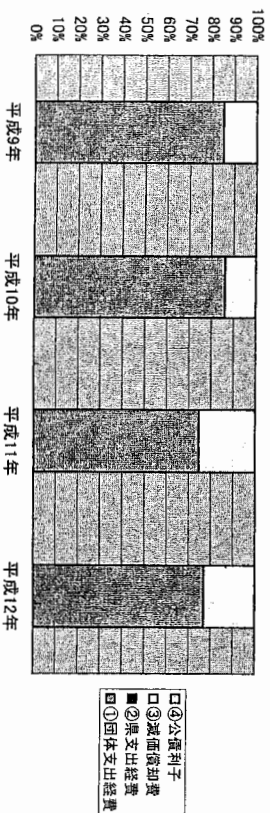 100%
90%
80%
70%
60%
50%
40%
30%
20%
10%
0%
平成9年
平成10年
平成11年
平成12年
□④公債利子
□③減価償却費
■②県支出経費
▣①団体支出経費